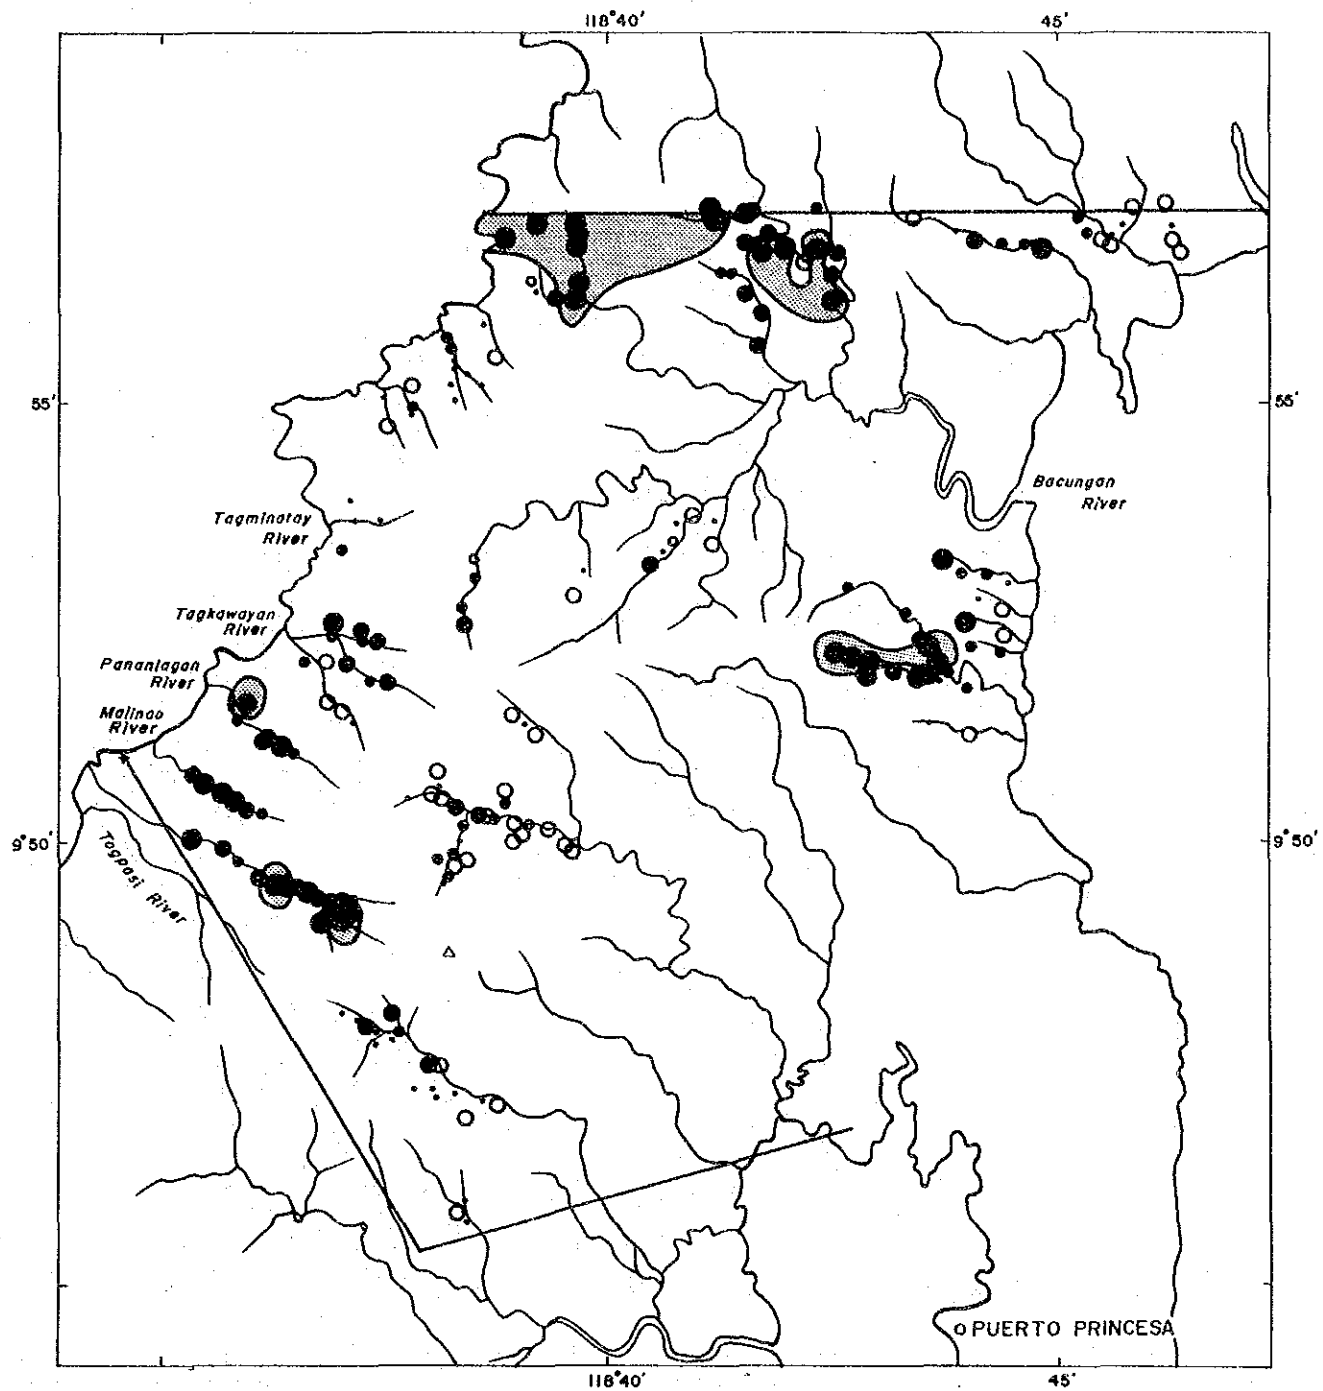 118°40' 45'
55' 55'
Bacungan
River
Tagminatay
River
Tagkawayan
River
Pananlagan
River
Malinao
River
9°50' 9°50'
Tagpasi River
PUERTO PRINCESA
118°40' 45'